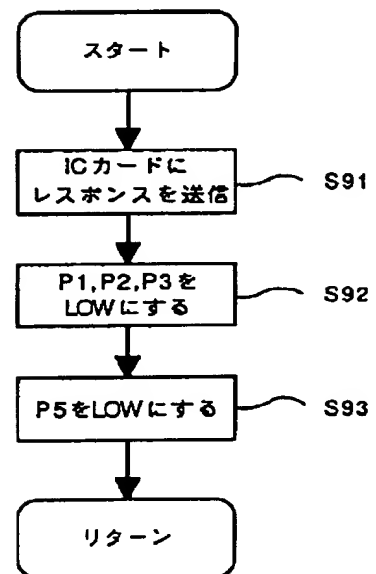 スタート
ICカードに
レスポンスを送信
S91
P1,P2,P3を
LOWにする
S92
P5をLOWにする
S93
リターン